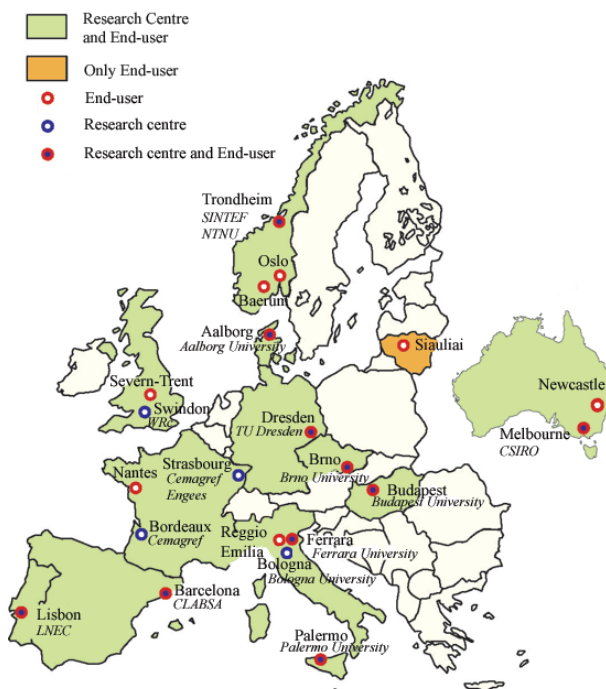 Research Centre
and End-user
Only End-user
End-user
Research centre
Research centre and End-user
Trondheim
SINTEF
NTNU
Oslo
Baerum
Aalborg
Aalborg University
Siauliai
Severn-Trent
Swindon
WRC
Newcastle
Melbourne
CSIRO
Dresden
TU Dresden
Strasbourg
Cemagref
Engees
Brno
Brno University
Nantes
Budapest
Budapest University
Bordeaux
Cemagref
Reggio
Emilia
Ferrara
Ferrara University
Bologna
Bologna University
Barcelona
CLABSA
Lisbon
LNEC
Palermo
Palermo University